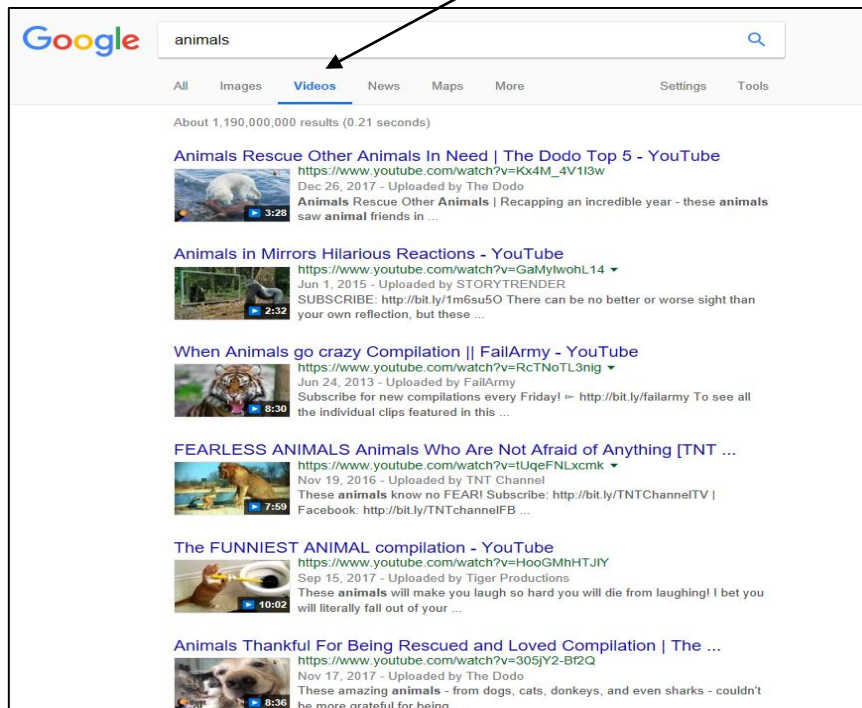 Google animals
All Images Videos News Maps More Settings Tools
About 1,190,000,000 results (0.21 seconds)
Animals Rescue Other Animals In Need | The Dodo Top 5 - YouTube
https://www.youtube.com/watch?v=Kx4M_4V1I3w
Dec 26, 2017 - Uploaded by The Dodo
Animals Rescue Other Animals | Recapping an incredible year - these animals
3:28 saw animal friends in ...
Animals in Mirrors Hilarious Reactions - YouTube
https://www.youtube.com/watch?v=GaMylwohL14
Jun 1, 2015 - Uploaded by STORYTRENDER
SUBSCRIBE: http://bit.ly/1m6su5O There can be no better or worse sight than
2:32 your own reflection, but these ...
When Animals go crazy Compilation || FailArmy - YouTube
https://www.youtube.com/watch?v=RcTNoTL3nig
Jun 24, 2013 - Uploaded by FailArmy
Subscribe for new compilations every Friday! ► http://bit.ly/failarmy To see all
8:30 the individual clips featured in this ...
FEARLESS ANIMALS Animals Who Are Not Afraid of Anything [TNT ...
https://www.youtube.com/watch?v=tUqeFNLxcmk
Nov 19, 2016 - Uploaded by TNT Channel
These animals know no FEAR! Subscribe: http://bit.ly/TNTChannelTV |
7:59 Facebook: http://bit.ly/TNTchannelFB ...
The FUNNIEST ANIMAL compilation - YouTube
https://www.youtube.com/watch?v=HooGMhHTJIY
Sep 15, 2017 - Uploaded by Tiger Productions
These animals will make you laugh so hard you will die from laughing! I bet you
10:02 will literally fall out of your ...
Animals Thankful For Being Rescued and Loved Compilation | The ...
https://www.youtube.com/watch?v=305jY2-Bf2Q
Nov 17, 2017 - Uploaded by The Dodo
These amazing animals - from dogs, cats, donkeys, and even sharks - couldn't
8:36 be more grateful for being